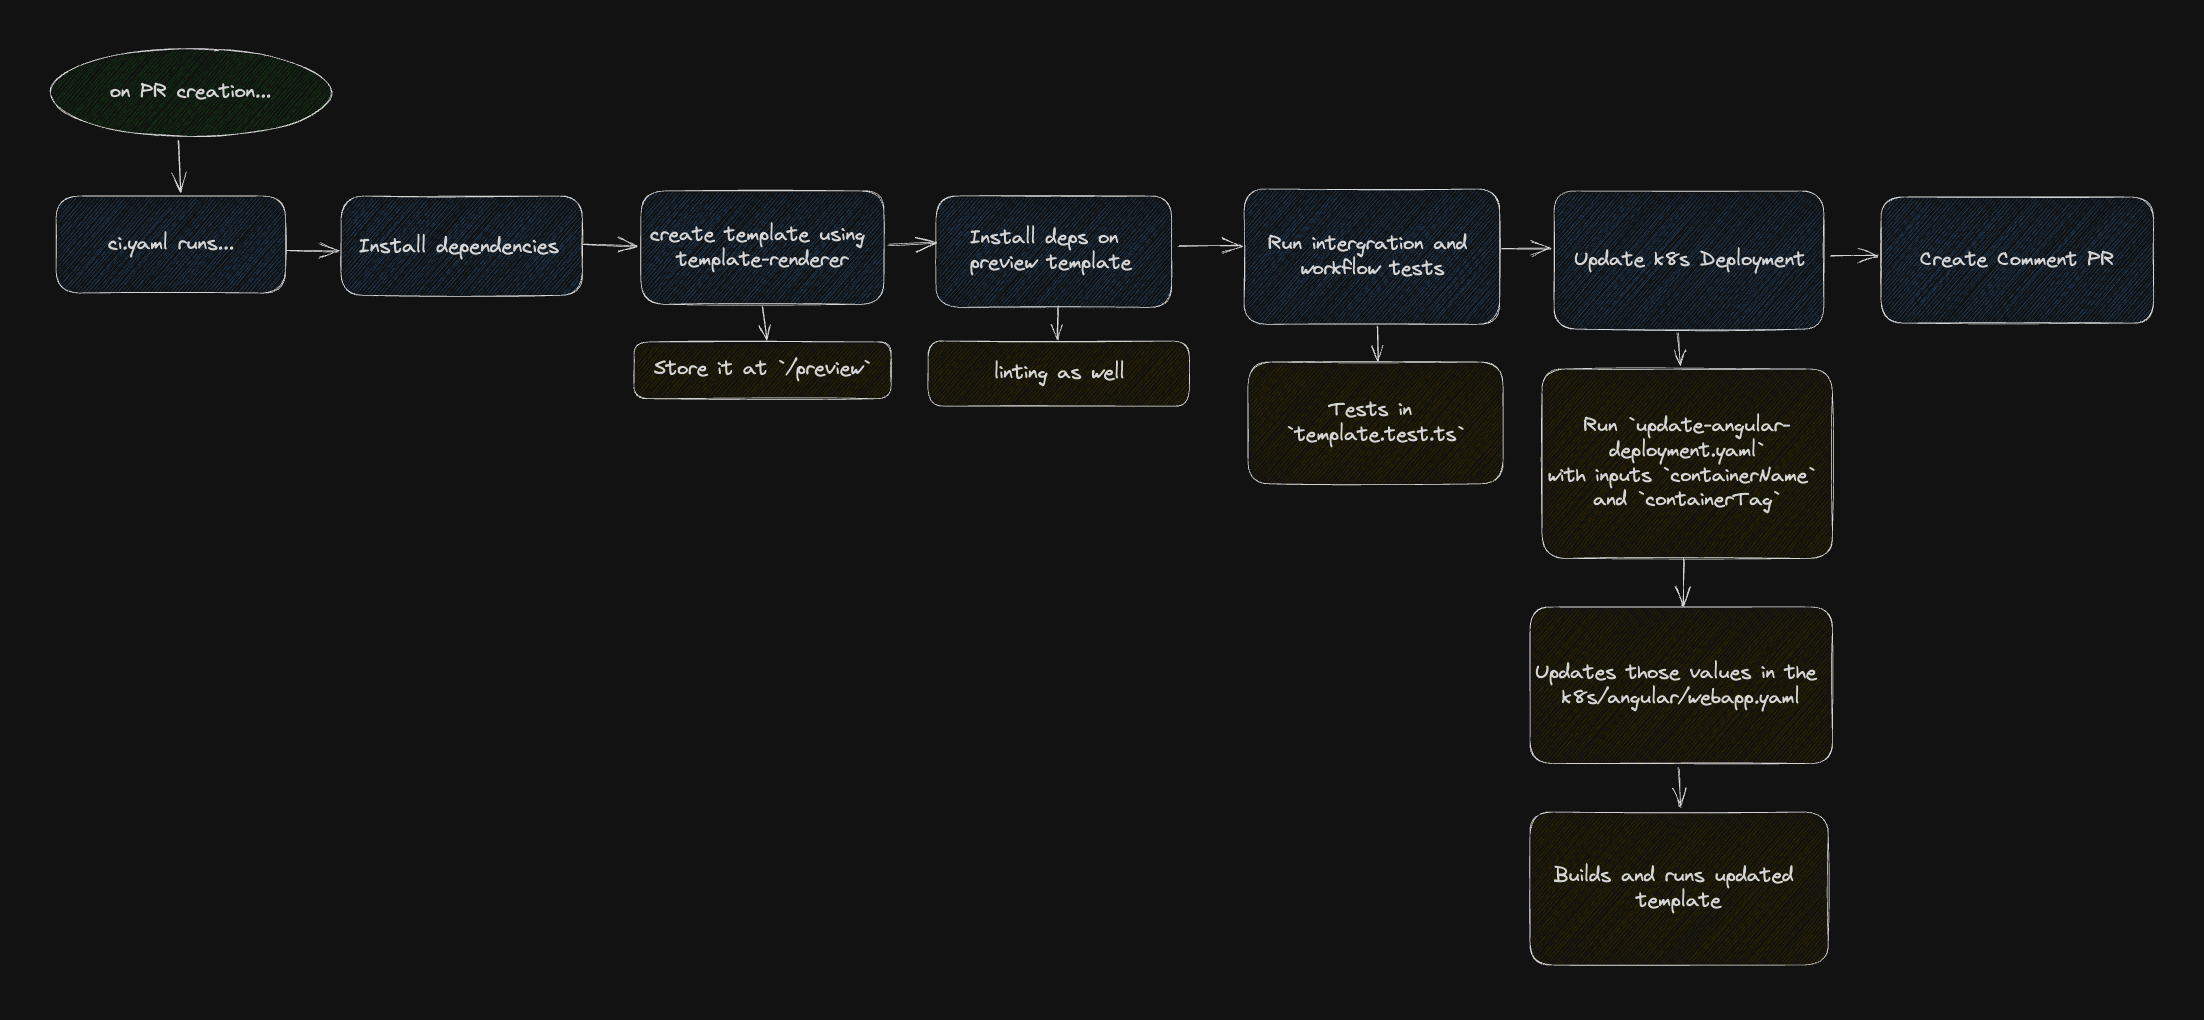 on PR creation...
ci.yaml runs...
Install dependencies
create template using
template-renderer
Install deps on
preview template
Run intergration and
workflow tests
Update k8s Deployment
Create Comment PR
Store it at `/preview`
linting as well
Tests in
`template.test.ts`
Run `update-angular-
deployment.yaml`
with inputs `containerName`
and `containerTag`
Updates those values in the
k8s/angular/webapp.yaml
Builds and runs updated
template